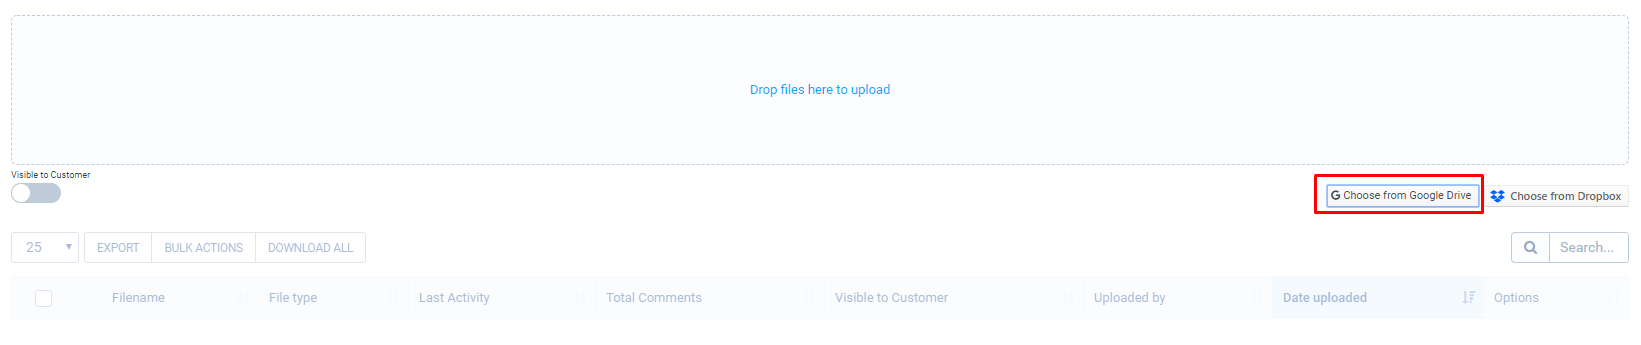 Drop files here to upload
Visible to Customer
Choose from Google Drive
Choose from Dropbox
25
EXPORT
BULK ACTIONS
DOWNLOAD ALL
Search...
Filename
File type
Last Activity
Total Comments
Visible to Customer
Uploaded by
Date uploaded
Options